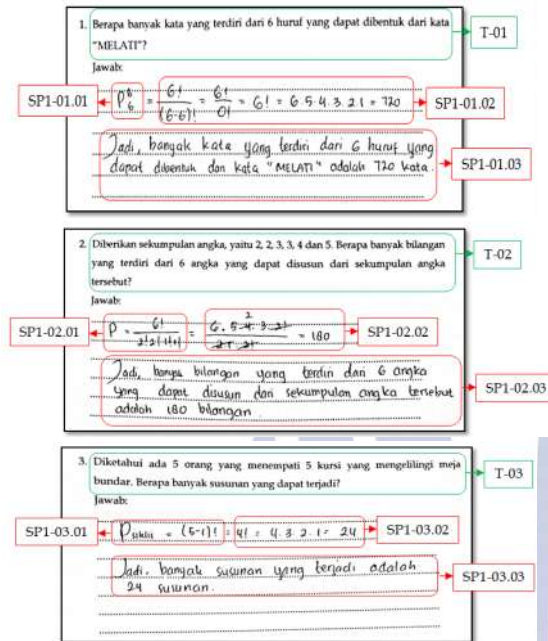 1. Berapa banyak kata yang terdiri dari 6 huruf yang dapat dibentuk dari kata
"MELATI"?
T-01
Jawab:
SP1-01.01
P₆⁶ = 6!/(6-6)! = 6!/0! = 6! = 6.5.4.3.2.1 = 720
SP1-01.02
Jadi, banyak kata yang terdiri dari 6 huruf yang
dapat dibentuk dari kata "MELATI" adalah 720 kata.
SP1-01.03
2. Diberikan sekumpulan angka, yaitu 2, 2, 3, 3, 4 dan 5. Berapa banyak bilangan
yang terdiri dari 6 angka yang dapat disusun dari sekumpulan angka
tersebut?
T-02
Jawab:
SP1-02.01
P = 6!/2!2!1!1! = 6.5.4.3.2!/2!.2! = 180
SP1-02.02
Jadi, banyak bilangan yang terdiri dari 6 angka
yang dapat disusun dari sekumpulan angka tersebut
adalah 180 bilangan.
SP1-02.03
3. Diketahui ada 5 orang yang menempati 5 kursi yang mengelilingi meja
bundar. Berapa banyak susunan yang dapat terjadi?
T-03
Jawab:
SP1-03.01
P siklis = (5-1)! = 4! = 4.3.2.1 = 24
SP1-03.02
Jadi, banyak susunan yang terjadi adalah
24 susunan.
SP1-03.03